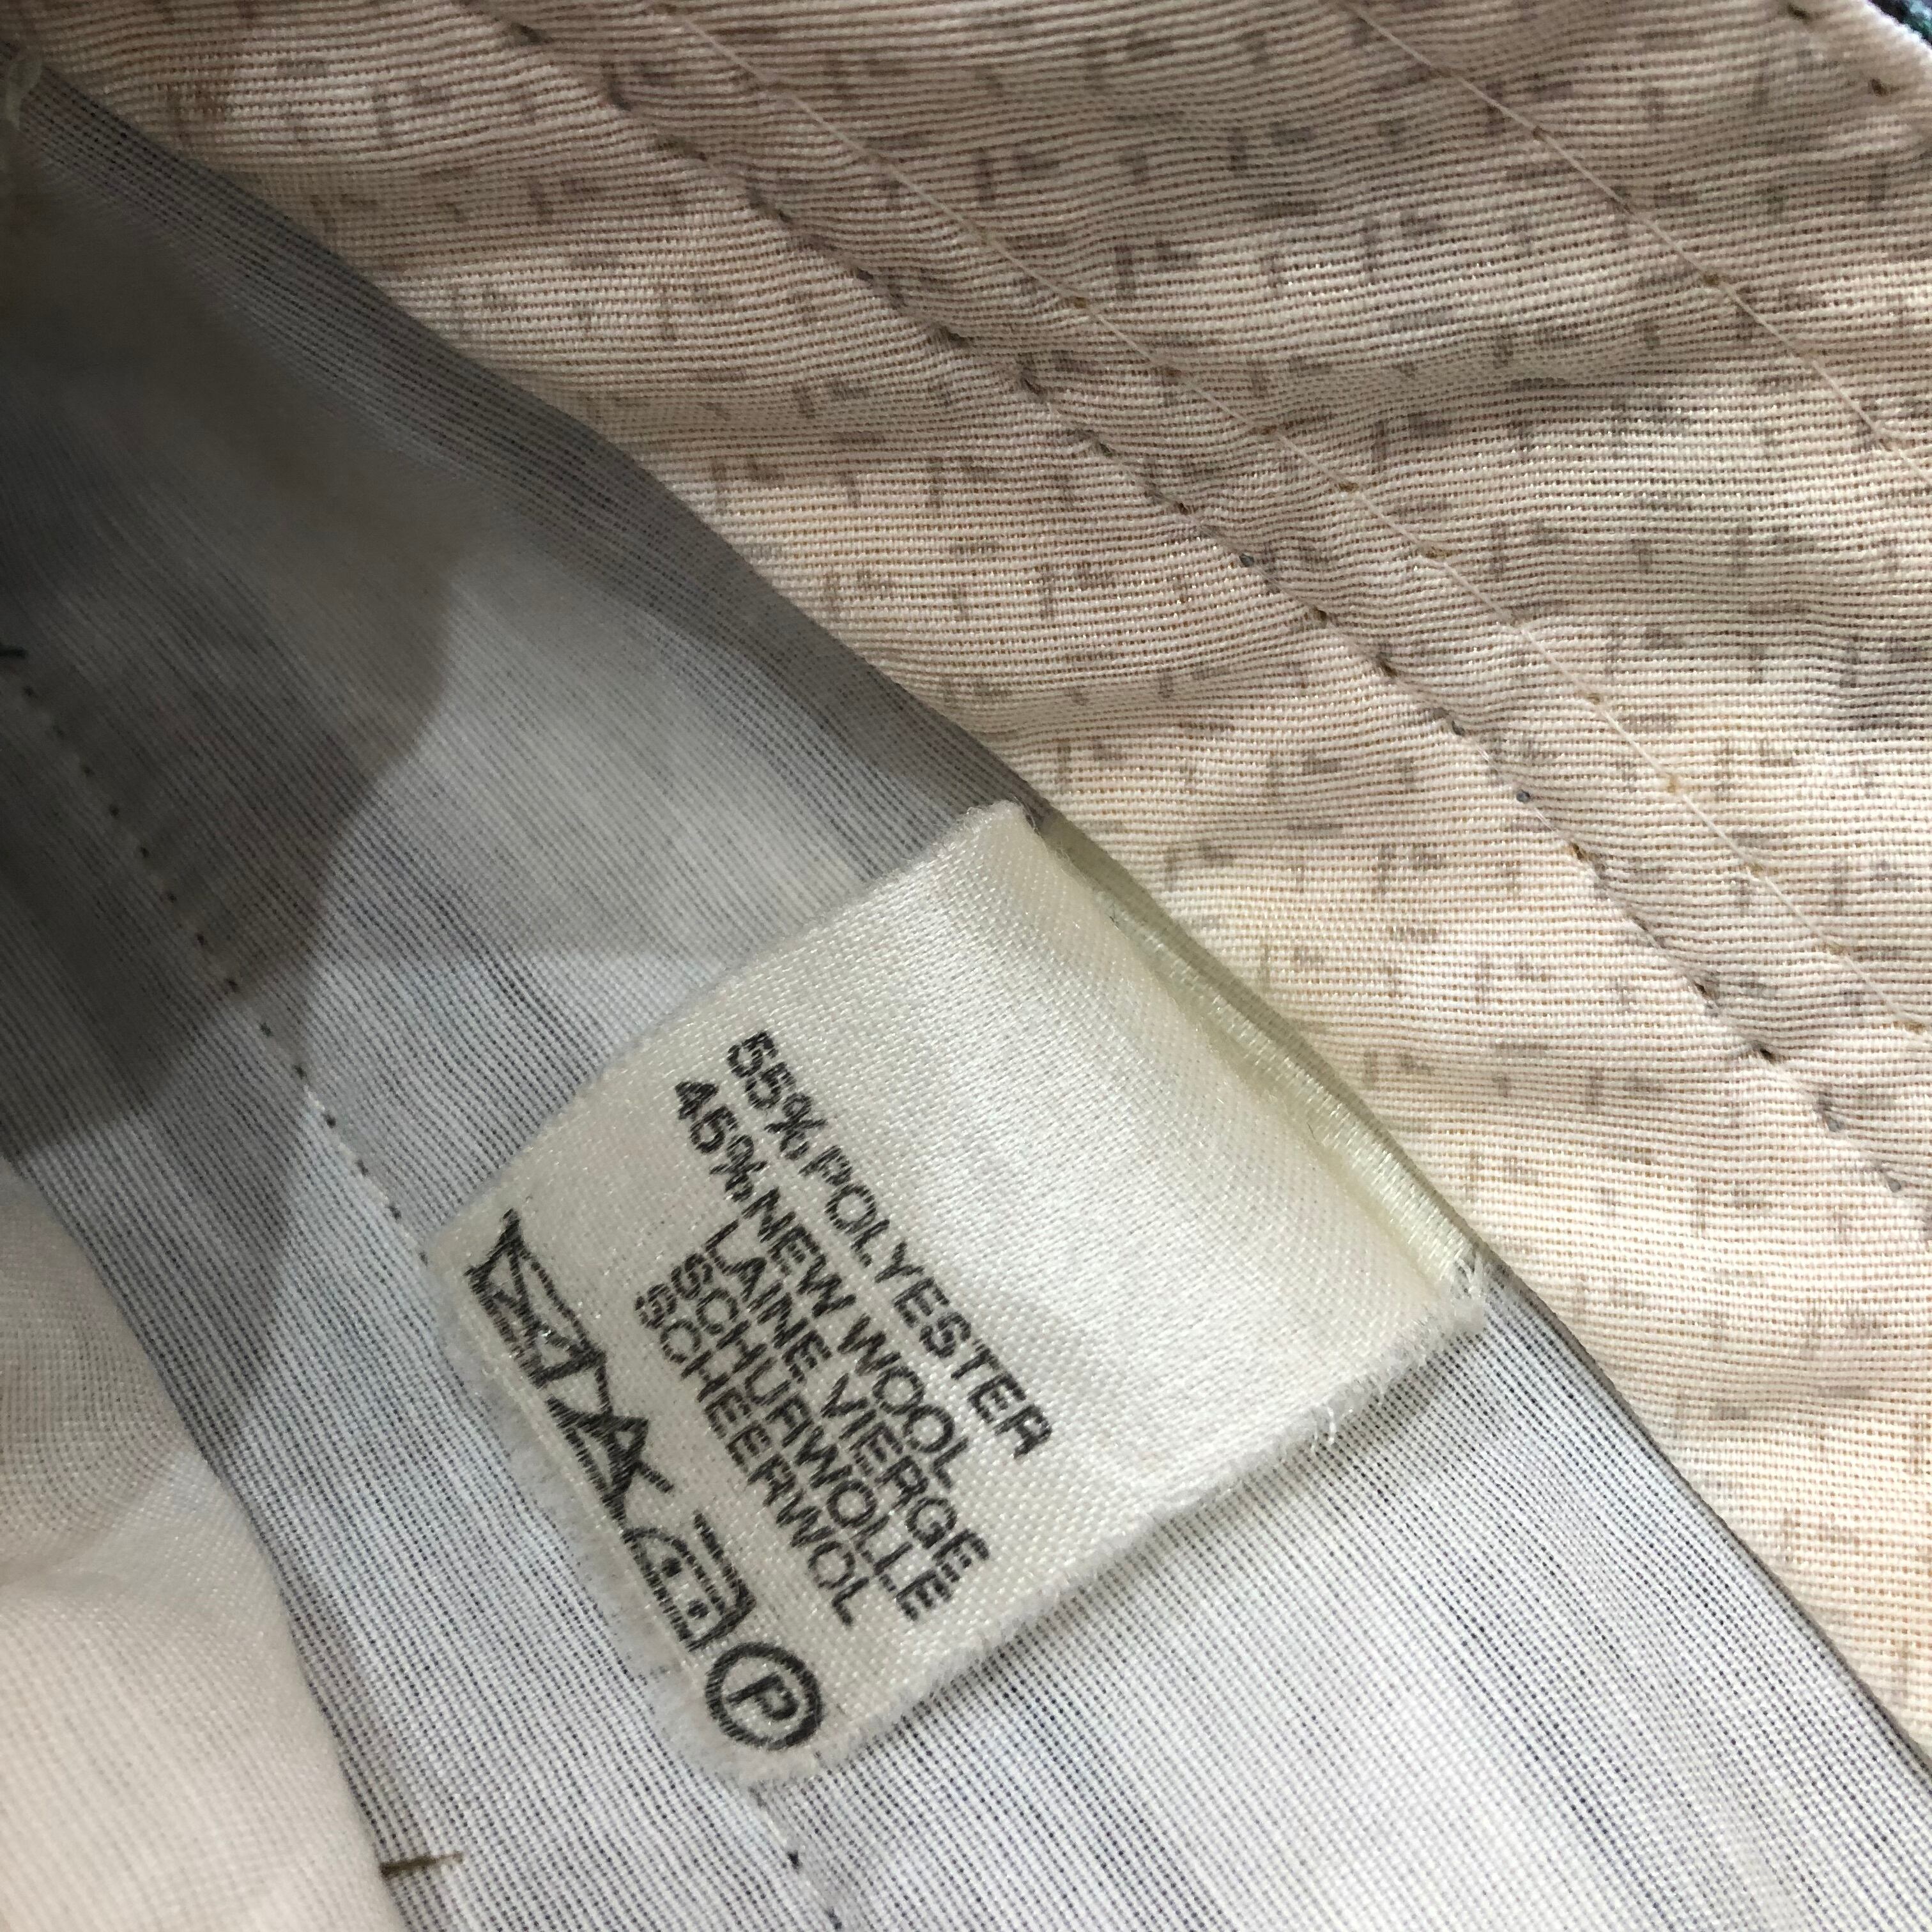 55% POLYESTER
45% NEW WOOL
LAINE VIERGE
SCHURWOLLE
SCHEERWOL
P